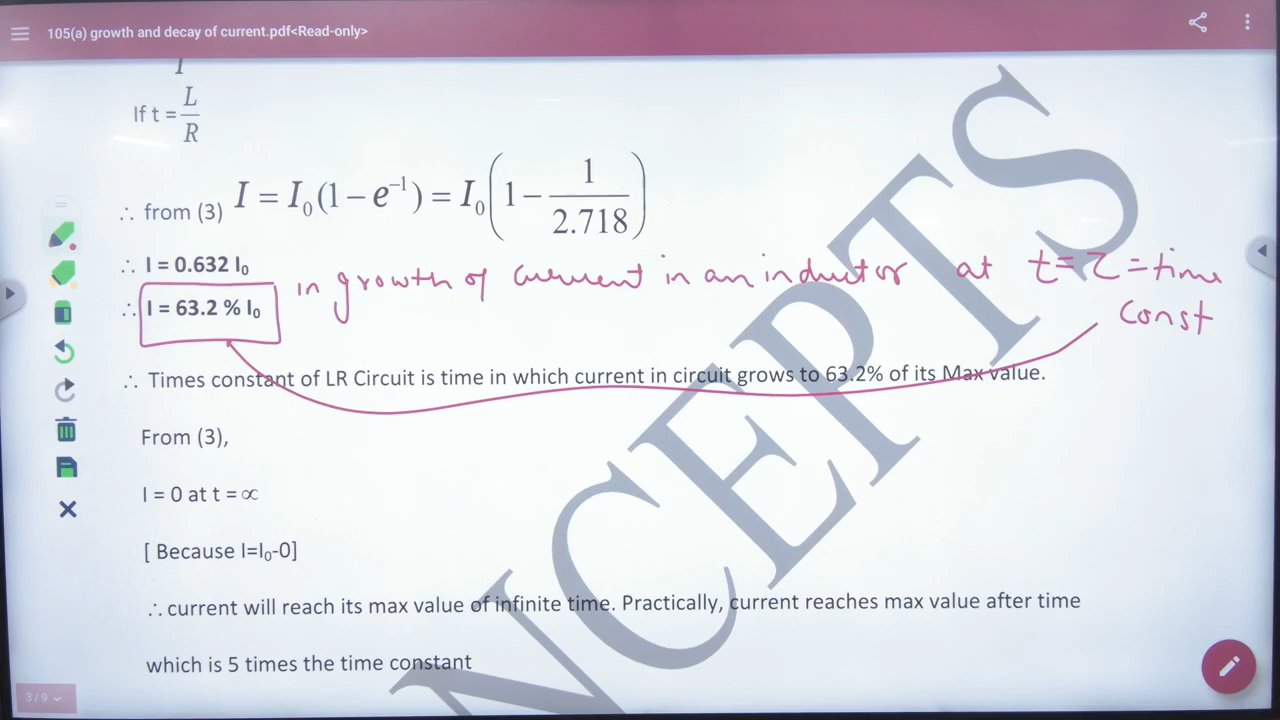 105(a) growth and decay of current.pdf<Read-only>
I
If t = L/R
∴ from (3) I = I₀(1 − e⁻¹) = I₀(1 − 1/2.718)
∴ I = 0.632 I₀
in growth of current in an inductor at t = τ = time
const
∴ I = 63.2 % I₀
∴ Times constant of LR Circuit is time in which current in circuit grows to 63.2% of its Max value.
From (3),
I = 0 at t = ∝
[ Because I=I₀-0]
∴ current will reach its max value of infinite time. Practically, current reaches max value after time
which is 5 times the time constant
3/9
NCEPTS